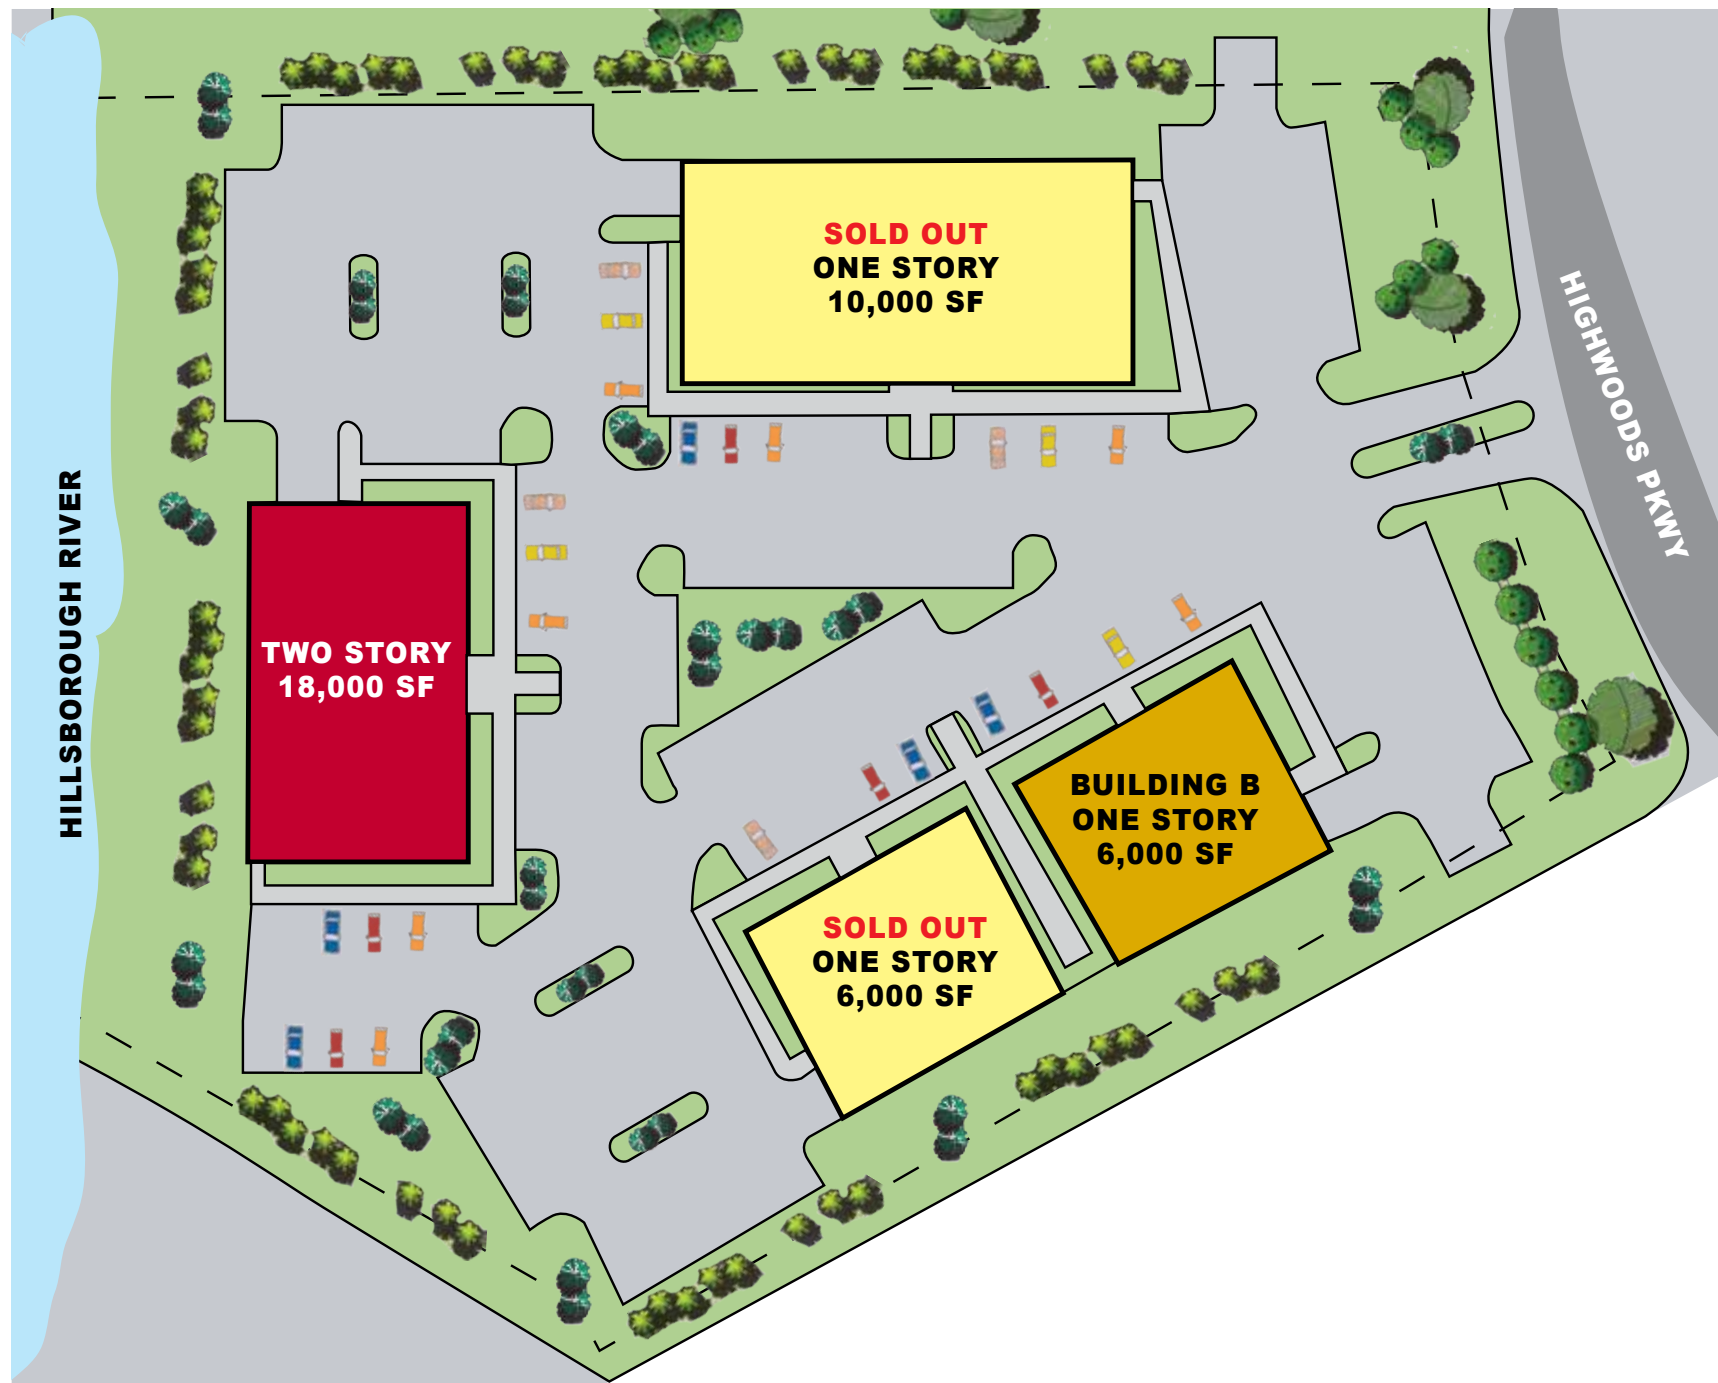 SOLD OUT
ONE STORY
10,000 SF
HIGHWOODS PKWY
HILLSBOROUGH RIVER
TWO STORY
18,000 SF
BUILDING B
ONE STORY
6,000 SF
SOLD OUT
ONE STORY
6,000 SF